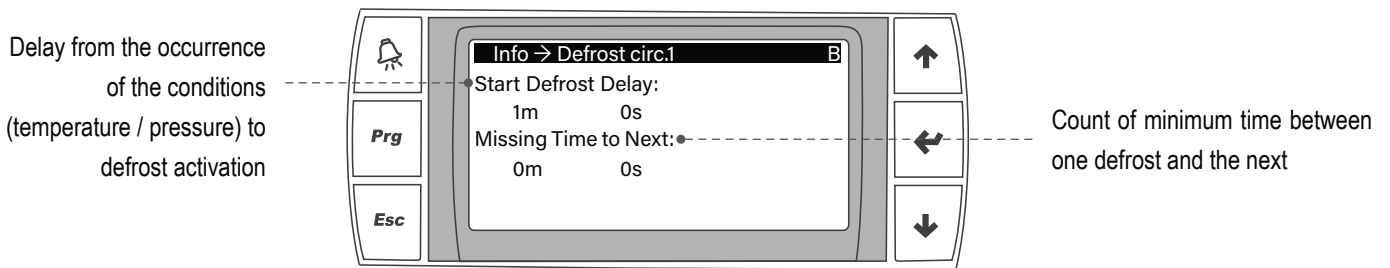 Delay from the occurrence
of the conditions
(temperature / pressure) to
defrost activation
Prg
Esc
Info → Defrost circ.1 B
Start Defrost Delay:
1m 0s
Missing Time to Next:
0m 0s
Count of minimum time between
one defrost and the next